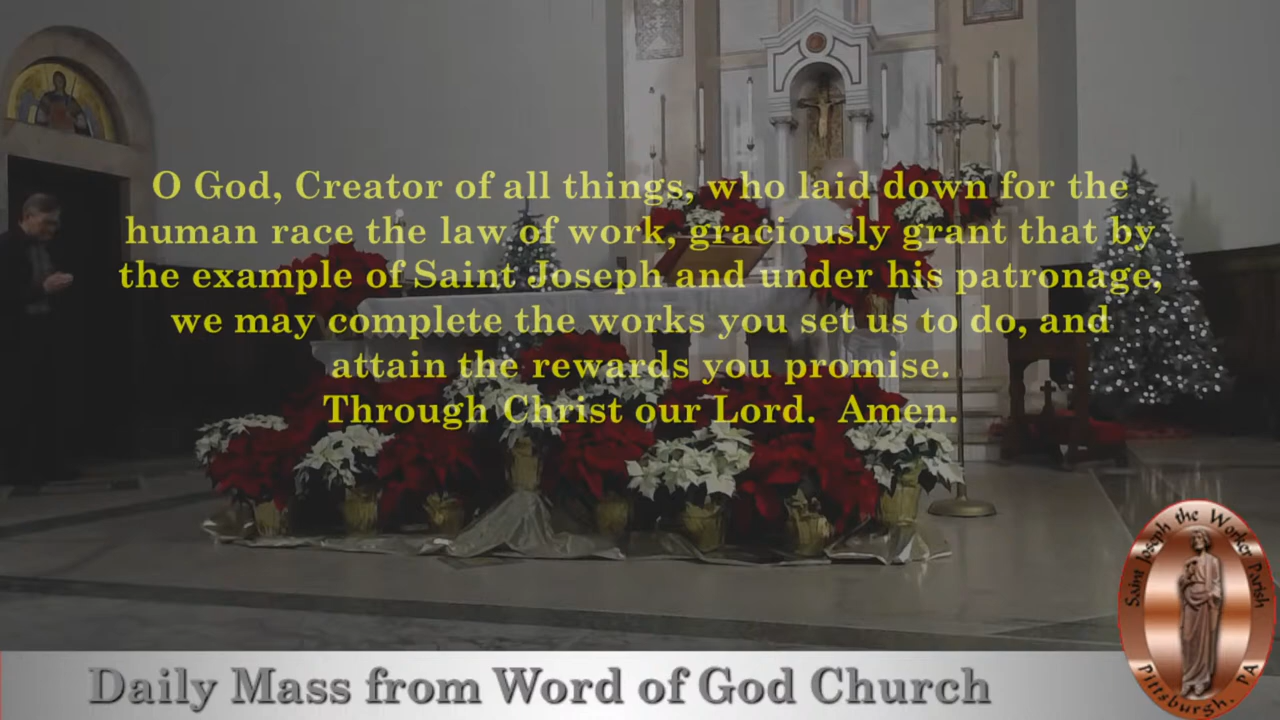 O God, Creator of all things, who laid down for the
human race the law of work, graciously grant that by
the example of Saint Joseph and under his patronage,
we may complete the works you set us to do, and
attain the rewards you promise.
Through Christ our Lord.  Amen.
Saint Joseph the Worker Parish
Pittsburgh, PA
Daily Mass from Word of God Church